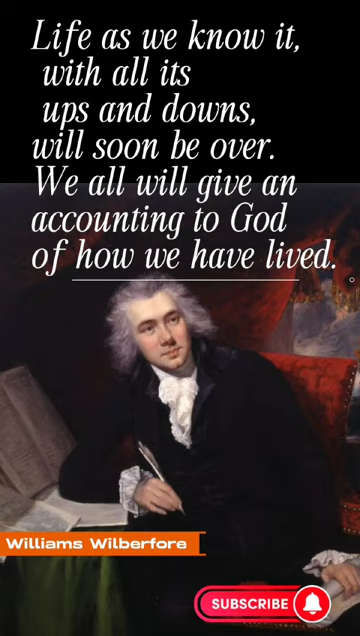 Life as we know it,
with all its
ups and downs,
will soon be over.
We all will give an
accounting to God
of how we have lived.
Williams Wilberfore
SUBSCRIBE